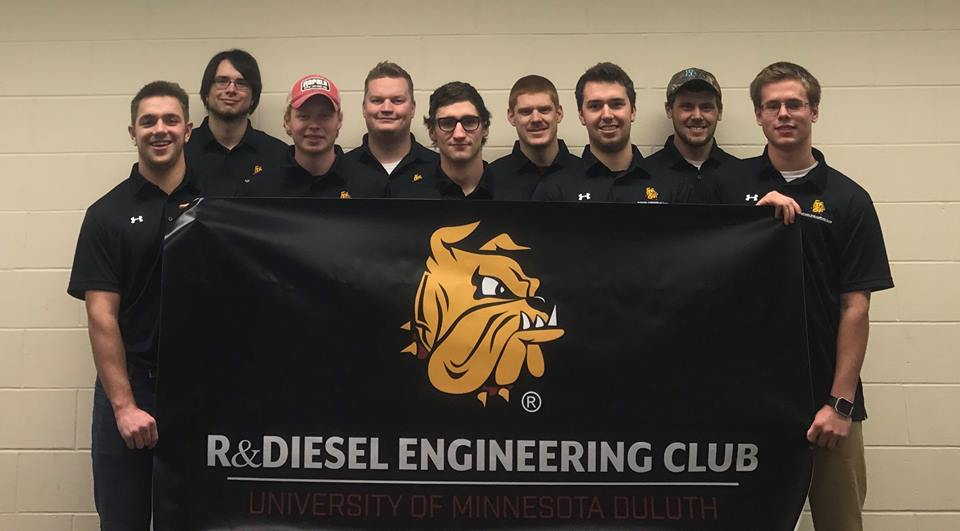 R&DIESEL ENGINEERING CLUB
UNIVERSITY OF MINNESOTA DULUTH
®